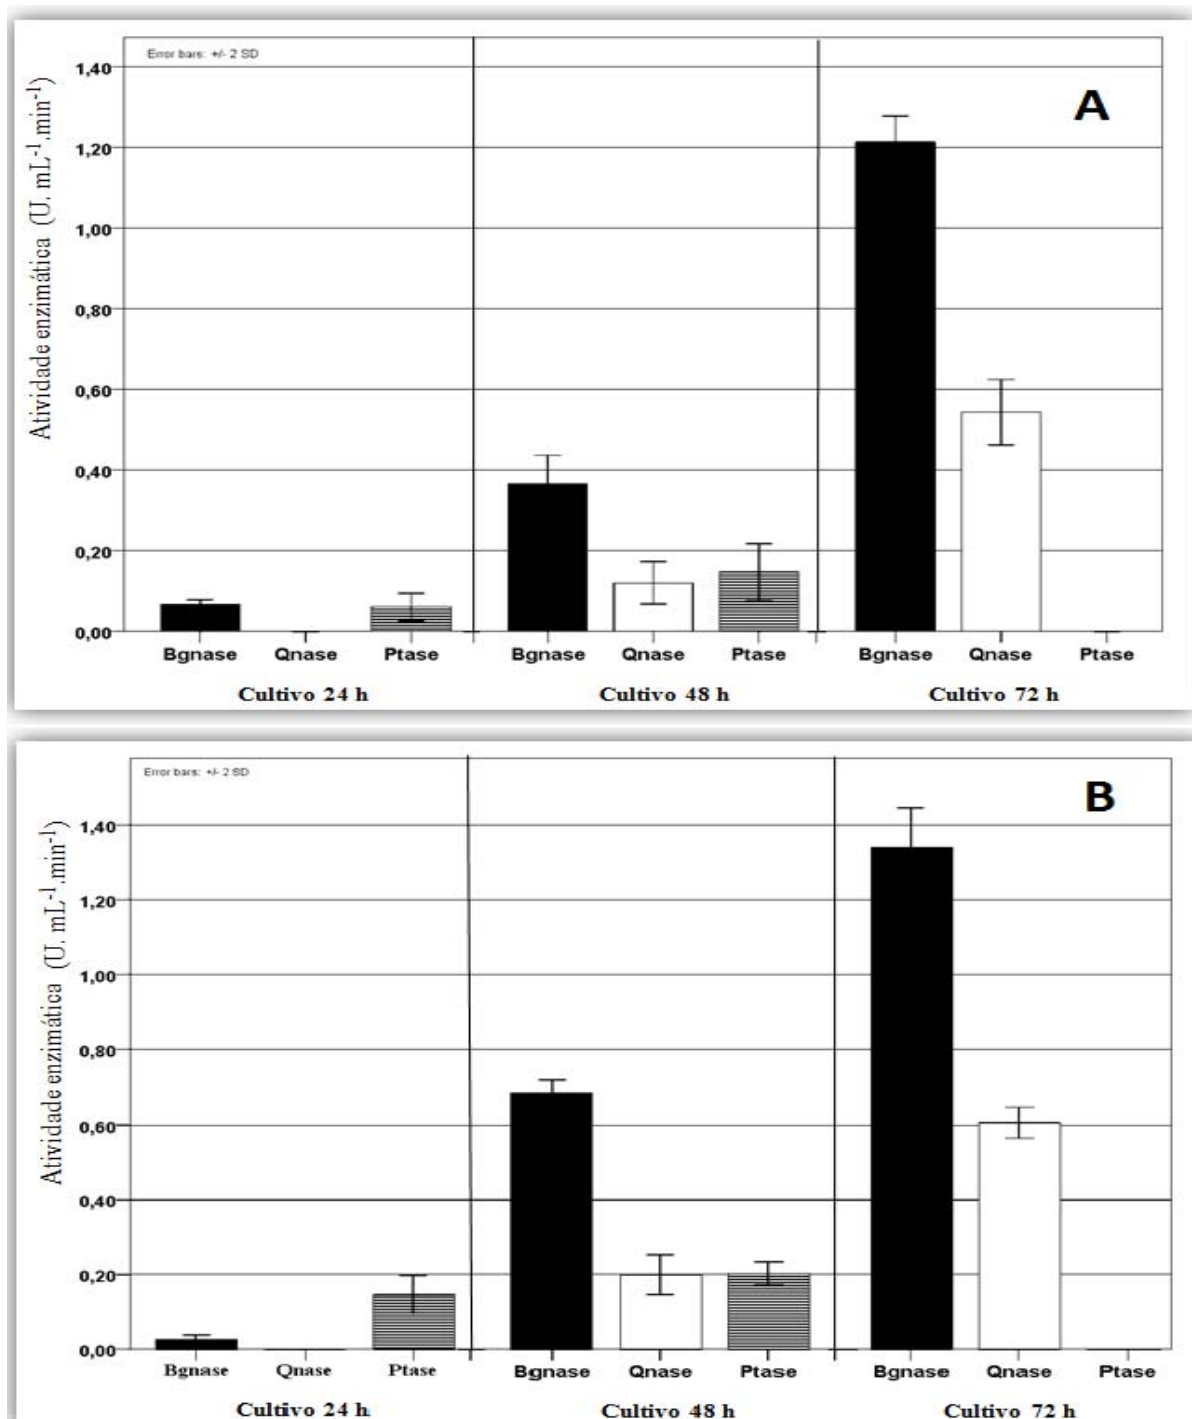 Error bars: +/- 2 SD
A
Atividade enzimática (U. mL-1.min-1)
1,40
1,20
1,00
0,80
0,60
0,40
0,20
0,00
Bgnase Qnase Ptase Bgnase Qnase Ptase Bgnase Qnase Ptase
Cultivo 24 h Cultivo 48 h Cultivo 72 h
Error bars: +/- 2 SD
B
Atividade enzimática (U. mL-1.min-1)
1,40
1,20
1,00
0,80
0,60
0,40
0,20
0,00
Bgnase Qnase Ptase Bgnase Qnase Ptase Bgnase Qnase Ptase
Cultivo 24 h Cultivo 48 h Cultivo 72 h